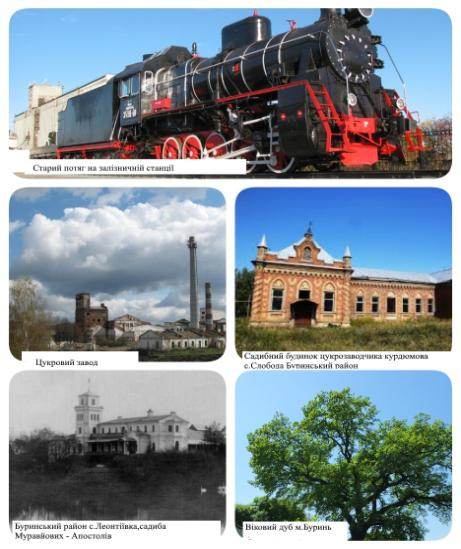 Старий потяг на залізничній станції
Цукровий завод
Садибний будинок цукрозаводчика курдюмова
с.Слобода Буринський район
Буринський район с.Леонтіївка,садиба
Муравйових - Апостолів
Віковий дуб м.Буринь